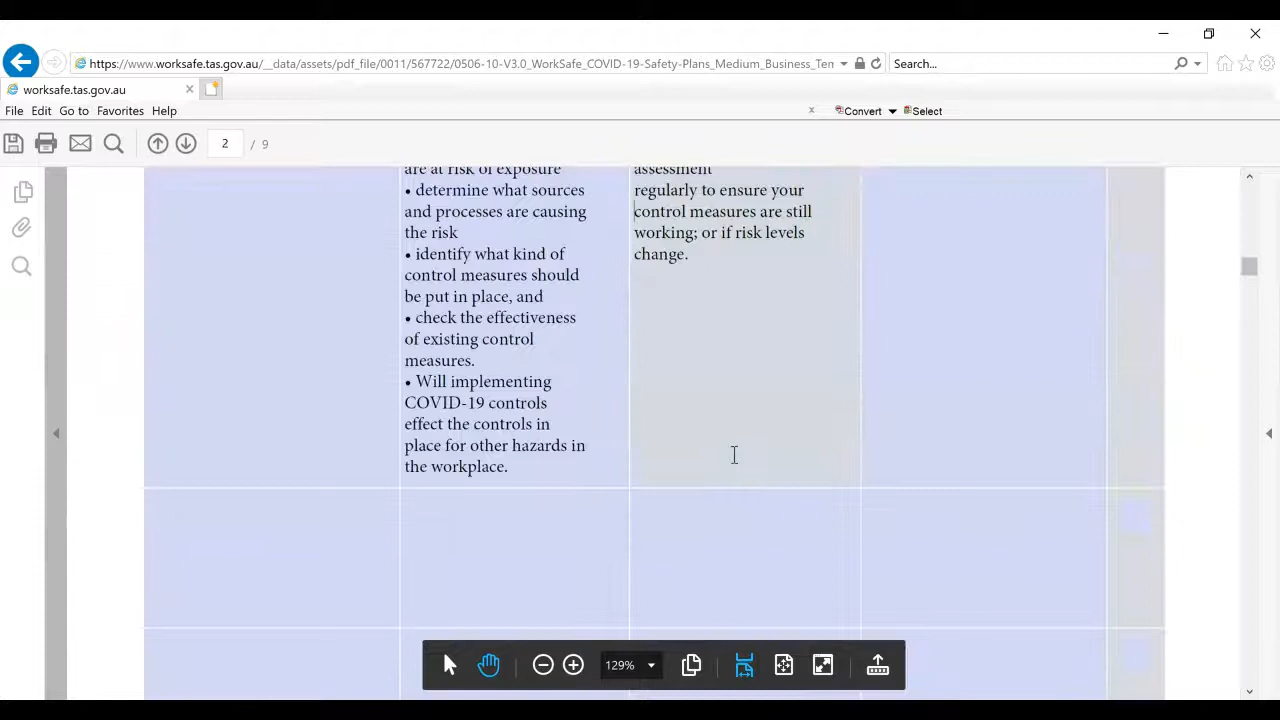 https://www.worksafe.tas.gov.au/__data/assets/pdf_file/0011/567722/0506-10-V3.0_WorkSafe_COVID-19-Safety-Plans_Medium_Business_Ten
Search...
worksafe.tas.gov.au
File Edit Go to Favorites Help
x Convert Select
2 / 9
are at risk of exposure
• determine what sources
and processes are causing
the risk
• identify what kind of
control measures should
be put in place, and
• check the effectiveness
of existing control
measures.
• Will implementing
COVID-19 controls
effect the controls in
place for other hazards in
the workplace.
assessment
regularly to ensure your
control measures are still
working; or if risk levels
change.
129%